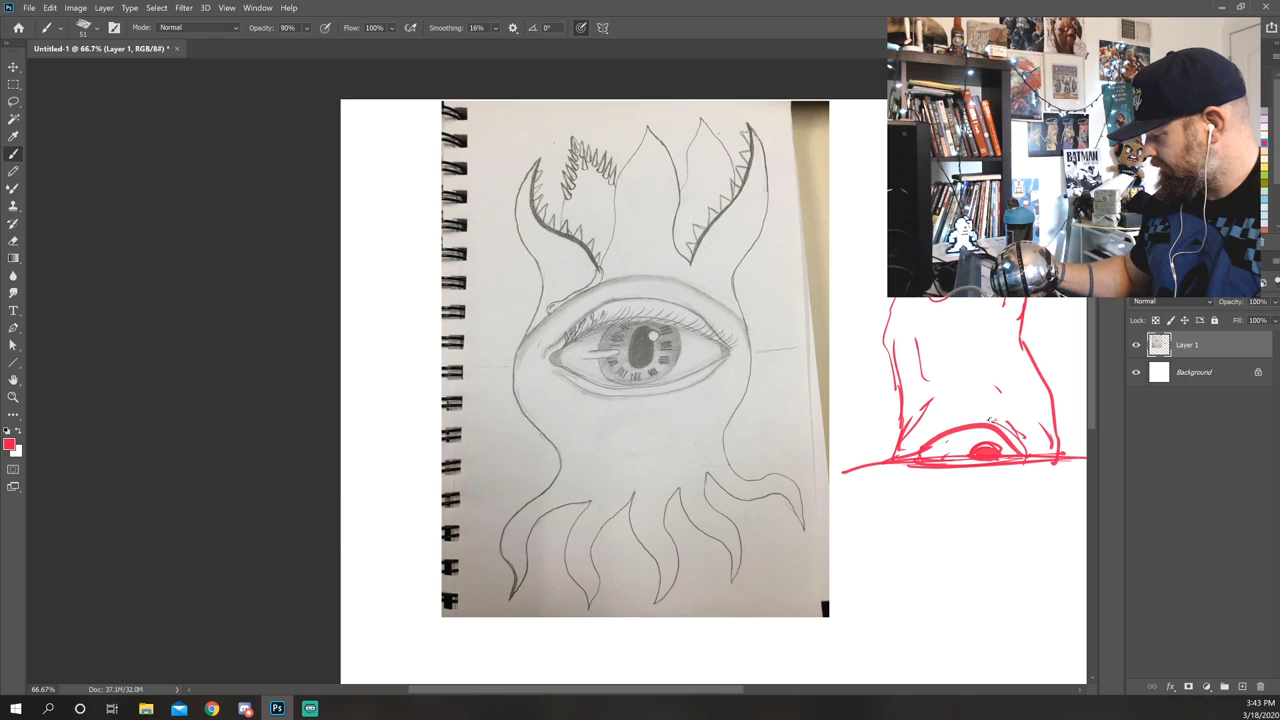 File Edit Image Layer Type Select Filter 3D View Window Help
51 Mode: Normal Opacity: 90% Flow: 100% Smoothing: 16% 0°
Untitled-1 @ 66.7% (Layer 1, RGB/8#) *
BATMAN
Normal Opacity: 100%
Lock: Fill: 100%
Layer 1
Background
66.67% Doc: 37.1M/32.0M
3:43 PM
3/18/2020